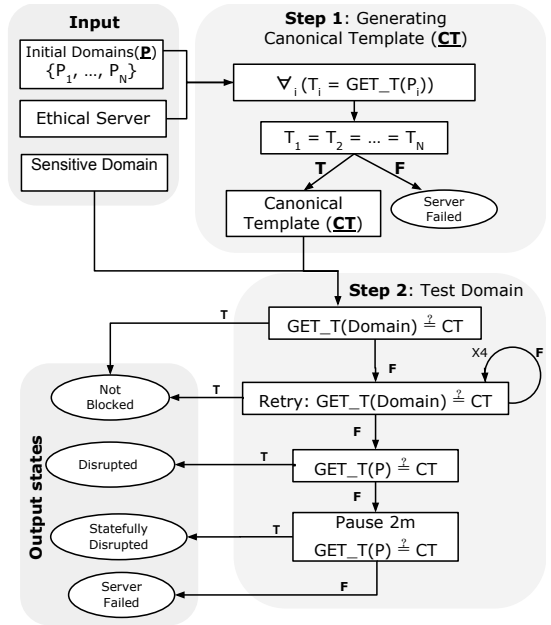 Input
Initial Domains(P)
{P1, ..., PN}
Ethical Server
Sensitive Domain
Step 1: Generating
Canonical Template (CT)
∀i (Ti = GET_T(Pi))
T1 = T2 = ... = TN
T
F
Canonical
Template (CT)
Server
Failed
Step 2: Test Domain
GET_T(Domain) ≟ CT
T
F
X4
F
Retry: GET_T(Domain) ≟ CT
T
F
GET_T(P) ≟ CT
T
F
Pause 2m
GET_T(P) ≟ CT
T
F
Output states
Not
Blocked
Disrupted
Statefully
Disrupted
Server
Failed